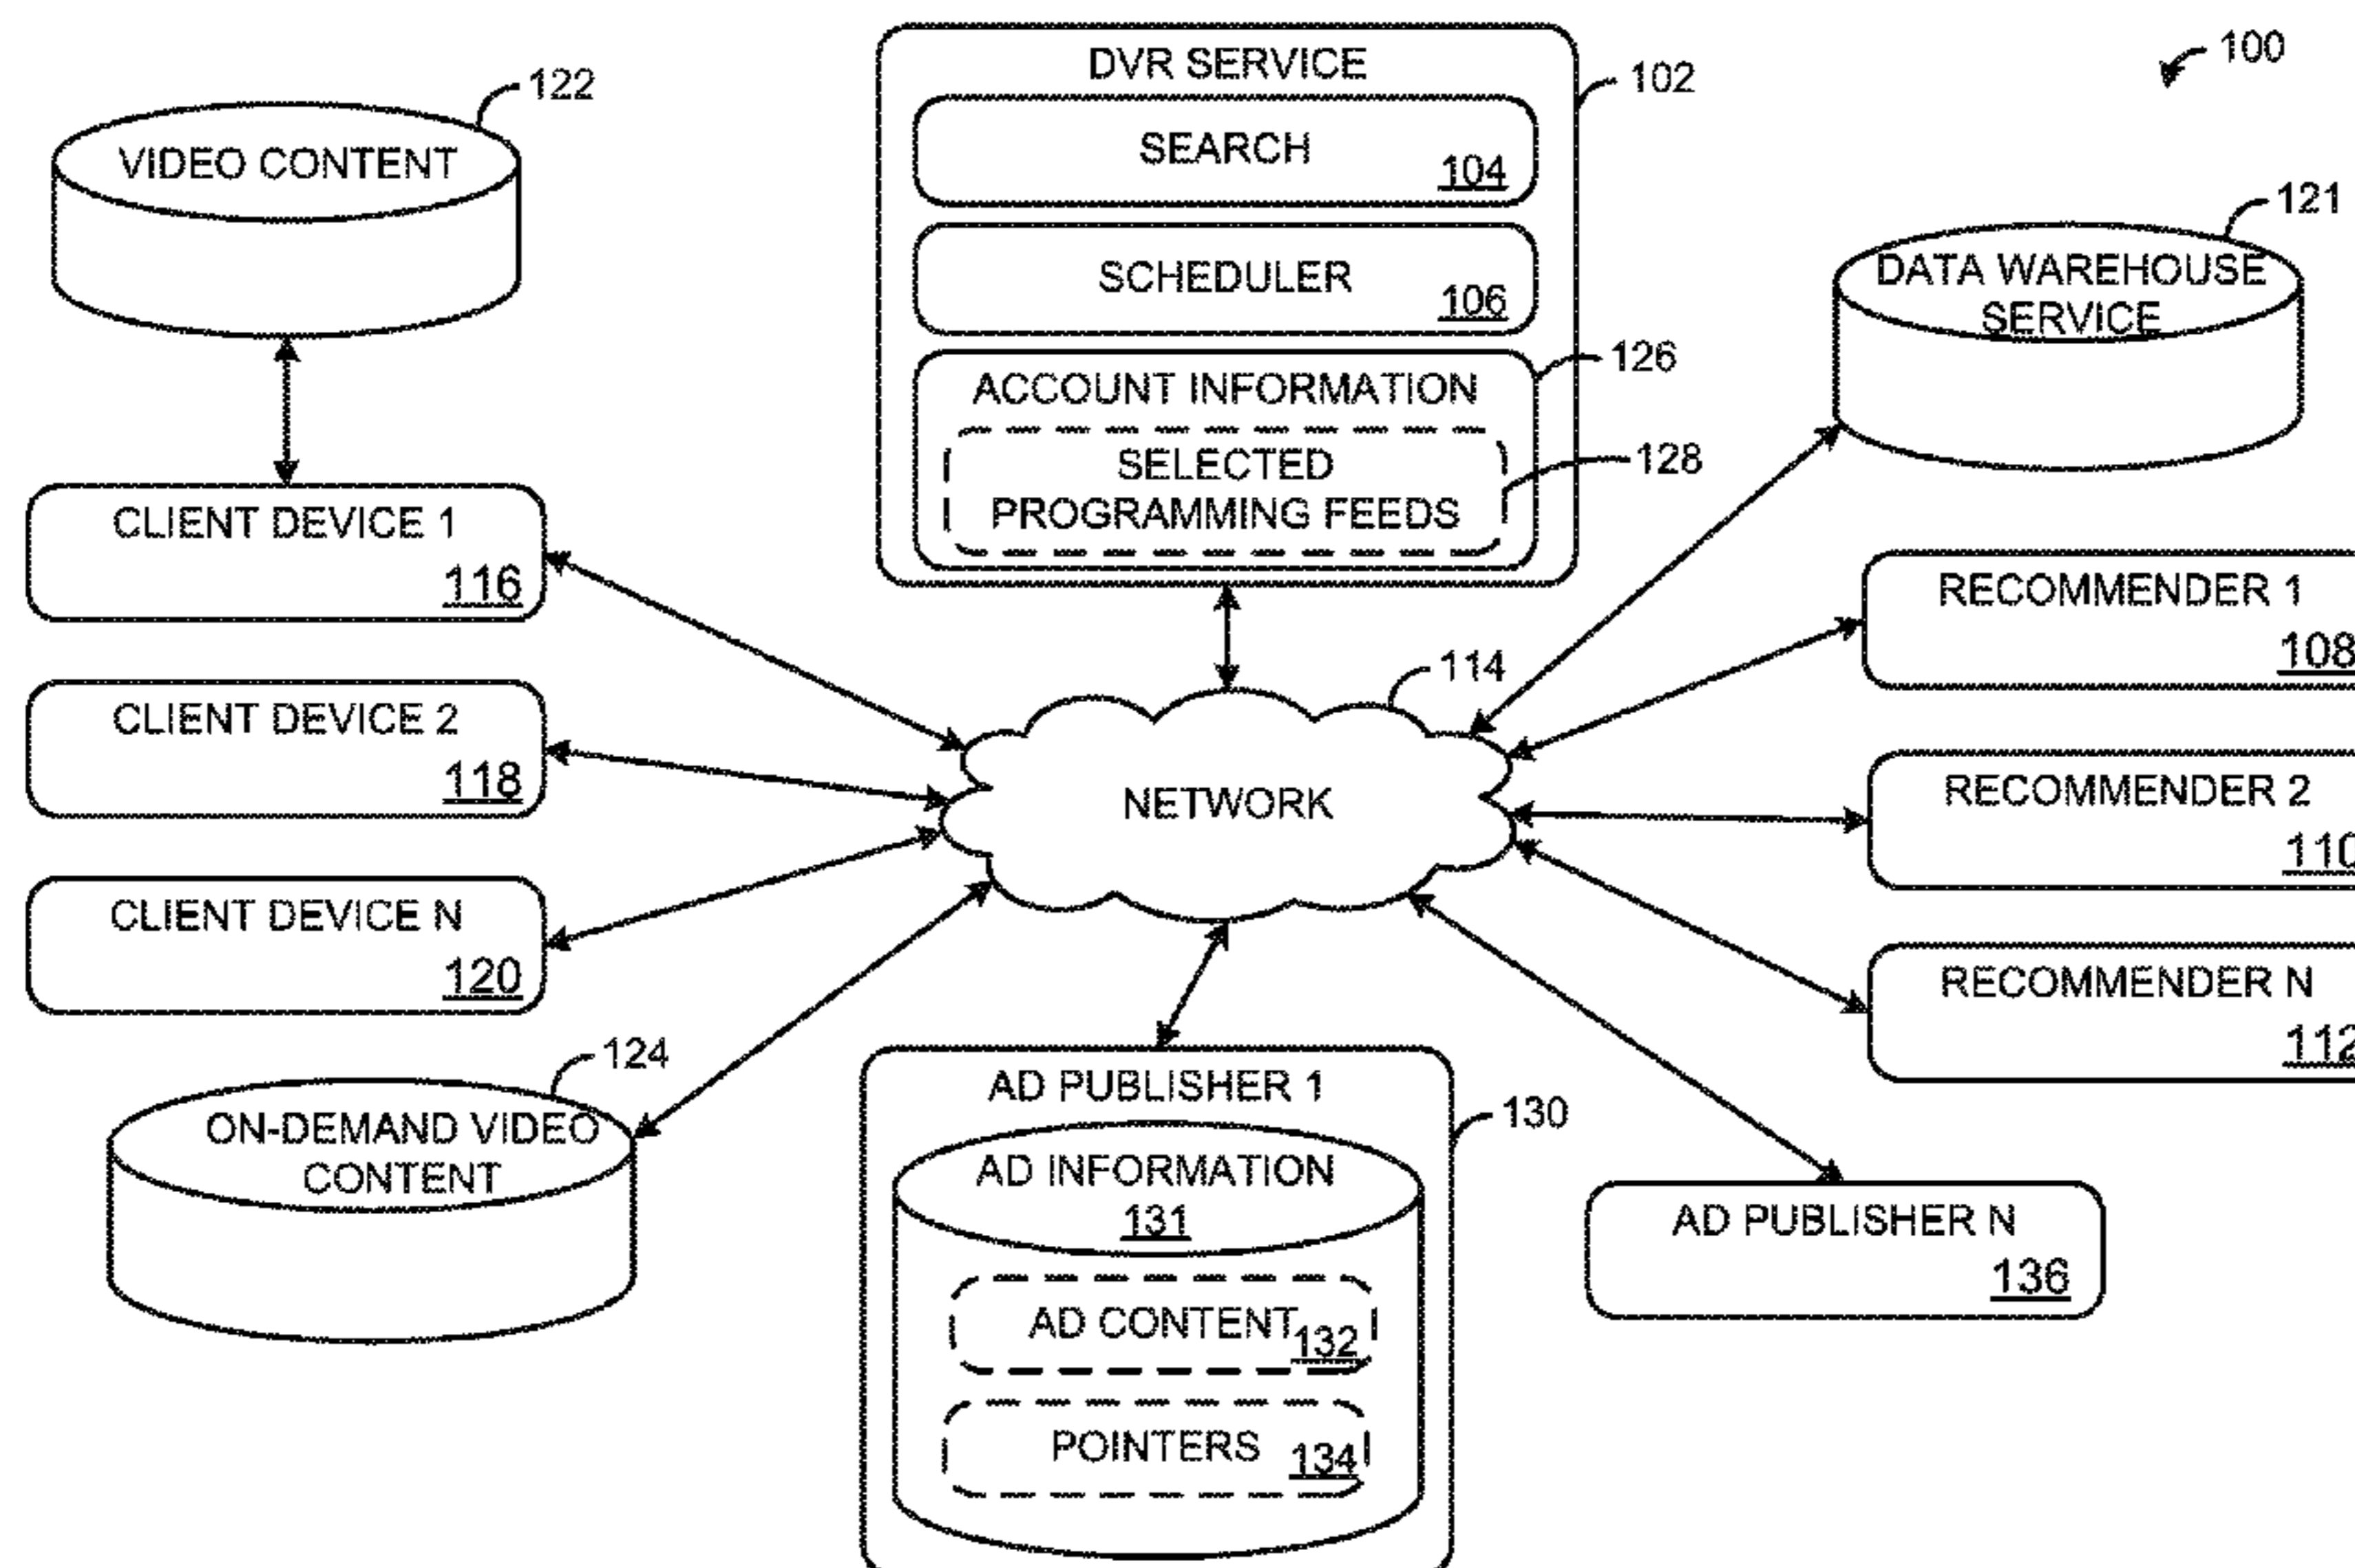 100
DVR SERVICE
102
SEARCH
104
SCHEDULER
106
ACCOUNT INFORMATION
126
SELECTED
PROGRAMMING FEEDS
128
122
VIDEO CONTENT
121
DATA WAREHOUSE
SERVICE
CLIENT DEVICE 1
116
CLIENT DEVICE 2
118
CLIENT DEVICE N
120
114
NETWORK
RECOMMENDER 1
108
RECOMMENDER 2
110
RECOMMENDER N
112
124
ON-DEMAND VIDEO
CONTENT
AD PUBLISHER 1
130
AD INFORMATION
131
AD CONTENT
132
POINTERS
134
AD PUBLISHER N
136